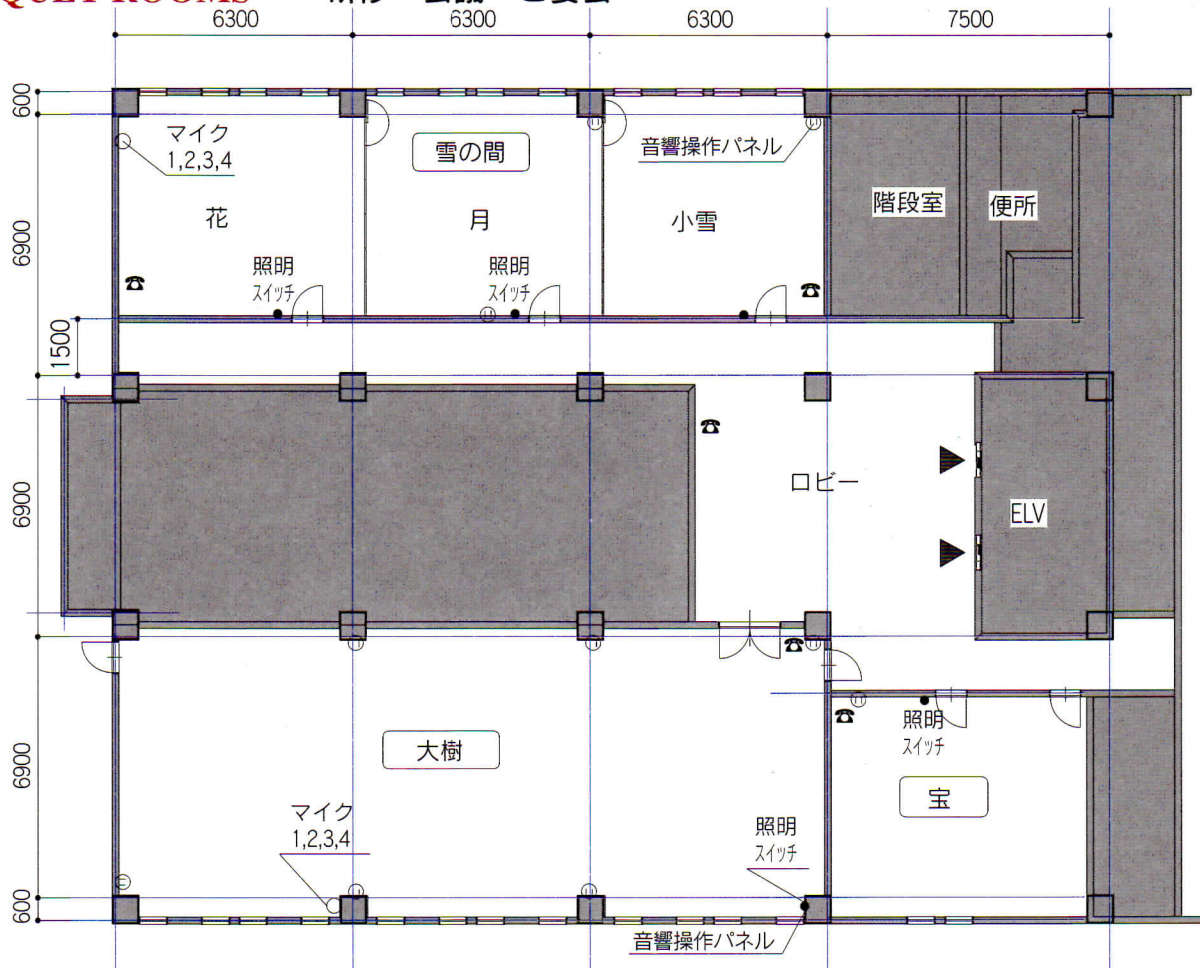 QUET ROOMS
6300
6300
6300
7500
600
6900
1500
6900
6900
600
マイク
1,2,3,4
雪の間
音響操作パネル
花
月
小雪
階段室
便所
照明
スイッチ
照明
スイッチ
ロビー
ELV
大樹
照明
スイッチ
宝
マイク
1,2,3,4
照明
スイッチ
音響操作パネル